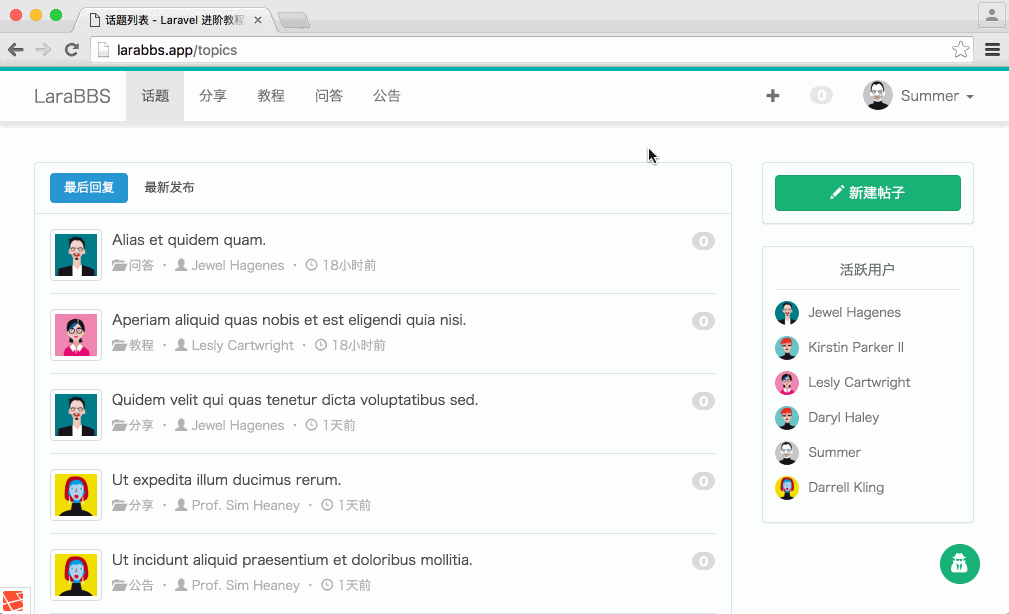 话题列表 - Laravel 进阶教程
larabbs.app/topics
LaraBBS 话题 分享 教程 问答 公告 0 Summer
最后回复 最新发布
Alias et quidem quam. 0
问答 · Jewel Hagenes · 18小时前
Aperiam aliquid quas nobis et est eligendi quia nisi. 0
教程 · Lesly Cartwright · 18小时前
Quidem velit qui quas tenetur dicta voluptatibus sed. 0
分享 · Jewel Hagenes · 1天前
Ut expedita illum ducimus rerum. 0
分享 · Prof. Sim Heaney · 1天前
Ut incidunt aliquid praesentium et doloribus mollitia. 0
公告 · Prof. Sim Heaney · 1天前
新建帖子
活跃用户
Jewel Hagenes
Kirstin Parker II
Lesly Cartwright
Daryl Haley
Summer
Darrell Kling